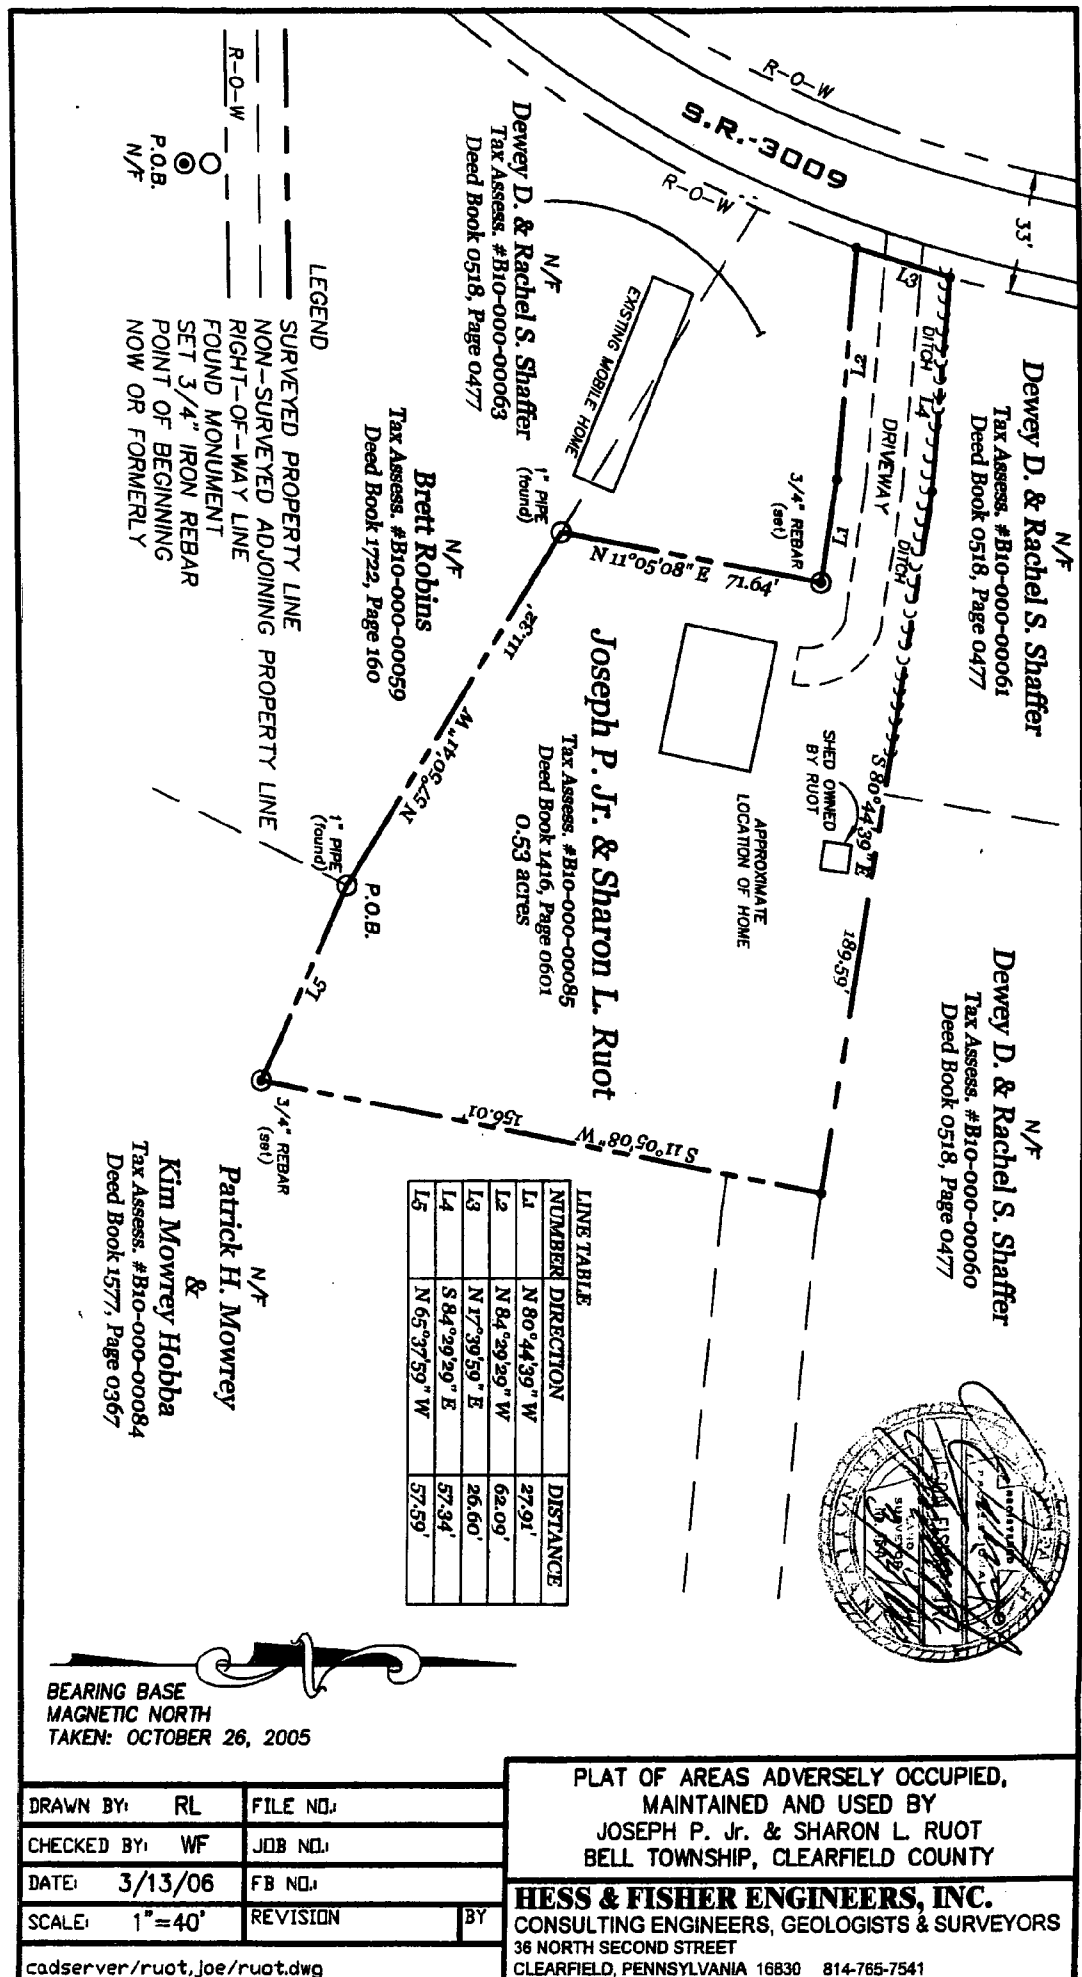 R-O-W
S.R.-3009
R-O-W
33'
N/F
Dewey D. & Rachel S. Shaffer
Tax Assess. #B10-000-00061
Deed Book 0518, Page 0477
N/F
Dewey D. & Rachel S. Shaffer
Tax Assess. #B10-000-00060
Deed Book 0518, Page 0477
N/F
Dewey D. & Rachel S. Shaffer
Tax Assess. #B10-000-00063
Deed Book 0518, Page 0477
EXISTING MOBILE HOME
L3
DITCH
L4
L2
DRIVEWAY
L1
DITCH
3/4" REBAR
(set)
1" PIPE
(found)
N 11°05'08" E 71.64'
S 80°44'39" E
189.59'
SHED OWNED
BY RUOT
APPROXIMATE
LOCATION OF HOME
Joseph P. Jr. & Sharon L. Ruot
Tax Assess. #B10-000-00085
Deed Book 1416, Page 0601
0.53 acres
N/F
Brett Robins
Tax Assess. #B10-000-00059
Deed Book 1722, Page 160
111.32'
N 57°50'41" W
1" PIPE
(found)
P.O.B.
L5
3/4" REBAR
(set)
156.01'
S 11°05'08" W
N/F
Patrick H. Mowrey
&
Kim Mowrey Hobba
Tax Assess. #B10-000-00084
Deed Book 1577, Page 0367
LEGEND
SURVEYED PROPERTY LINE
NON-SURVEYED ADJOINING PROPERTY LINE
R-O-W RIGHT-OF-WAY LINE
FOUND MONUMENT
SET 3/4" IRON REBAR
P.O.B. POINT OF BEGINNING
N/F NOW OR FORMERLY
LINE TABLE
NUMBER DIRECTION DISTANCE
L1 N 80°44'39" W 27.91'
L2 N 84°29'29" W 62.09'
L3 N 17°39'59" E 26.60'
L4 S 84°29'29" E 57.34'
L5 N 65°37'59" W 57.59'
BEARING BASE
MAGNETIC NORTH
TAKEN: OCTOBER 26, 2005
DRAWN BY: RL FILE NO.:
CHECKED BY: WF JOB NO.:
DATE: 3/13/06 FB NO.:
SCALE: 1"=40' REVISION BY
cadserver/ruot,joe/ruot.dwg
PLAT OF AREAS ADVERSELY OCCUPIED,
MAINTAINED AND USED BY
JOSEPH P. Jr. & SHARON L. RUOT
BELL TOWNSHIP, CLEARFIELD COUNTY
HESS & FISHER ENGINEERS, INC.
CONSULTING ENGINEERS, GEOLOGISTS & SURVEYORS
36 NORTH SECOND STREET
CLEARFIELD, PENNSYLVANIA 16830 814-765-7541